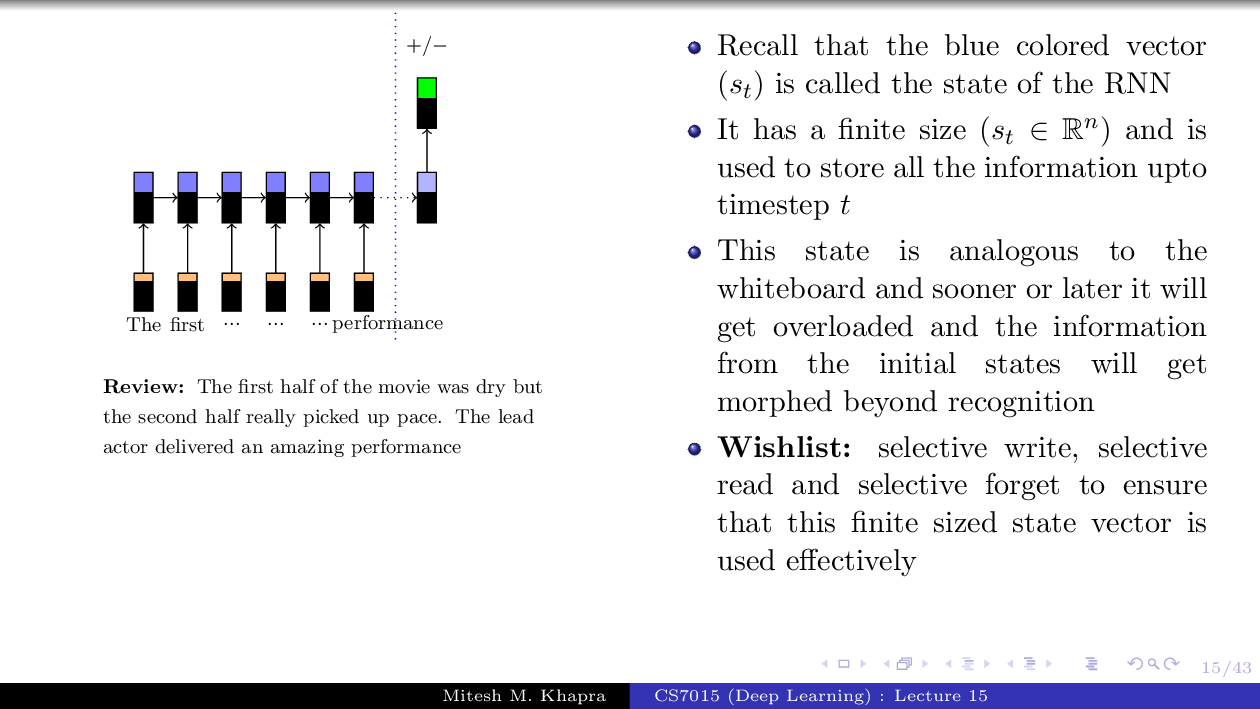 +/−
The first ... ... ... performance
Review: The first half of the movie was dry but
the second half really picked up pace. The lead
actor delivered an amazing performance
Recall that the blue colored vector
(sₜ) is called the state of the RNN
It has a finite size (sₜ ∈ ℝⁿ) and is
used to store all the information upto
timestep t
This state is analogous to the
whiteboard and sooner or later it will
get overloaded and the information
from the initial states will get
morphed beyond recognition
Wishlist: selective write, selective
read and selective forget to ensure
that this finite sized state vector is
used effectively
15/43
Mitesh M. Khapra
CS7015 (Deep Learning) : Lecture 15